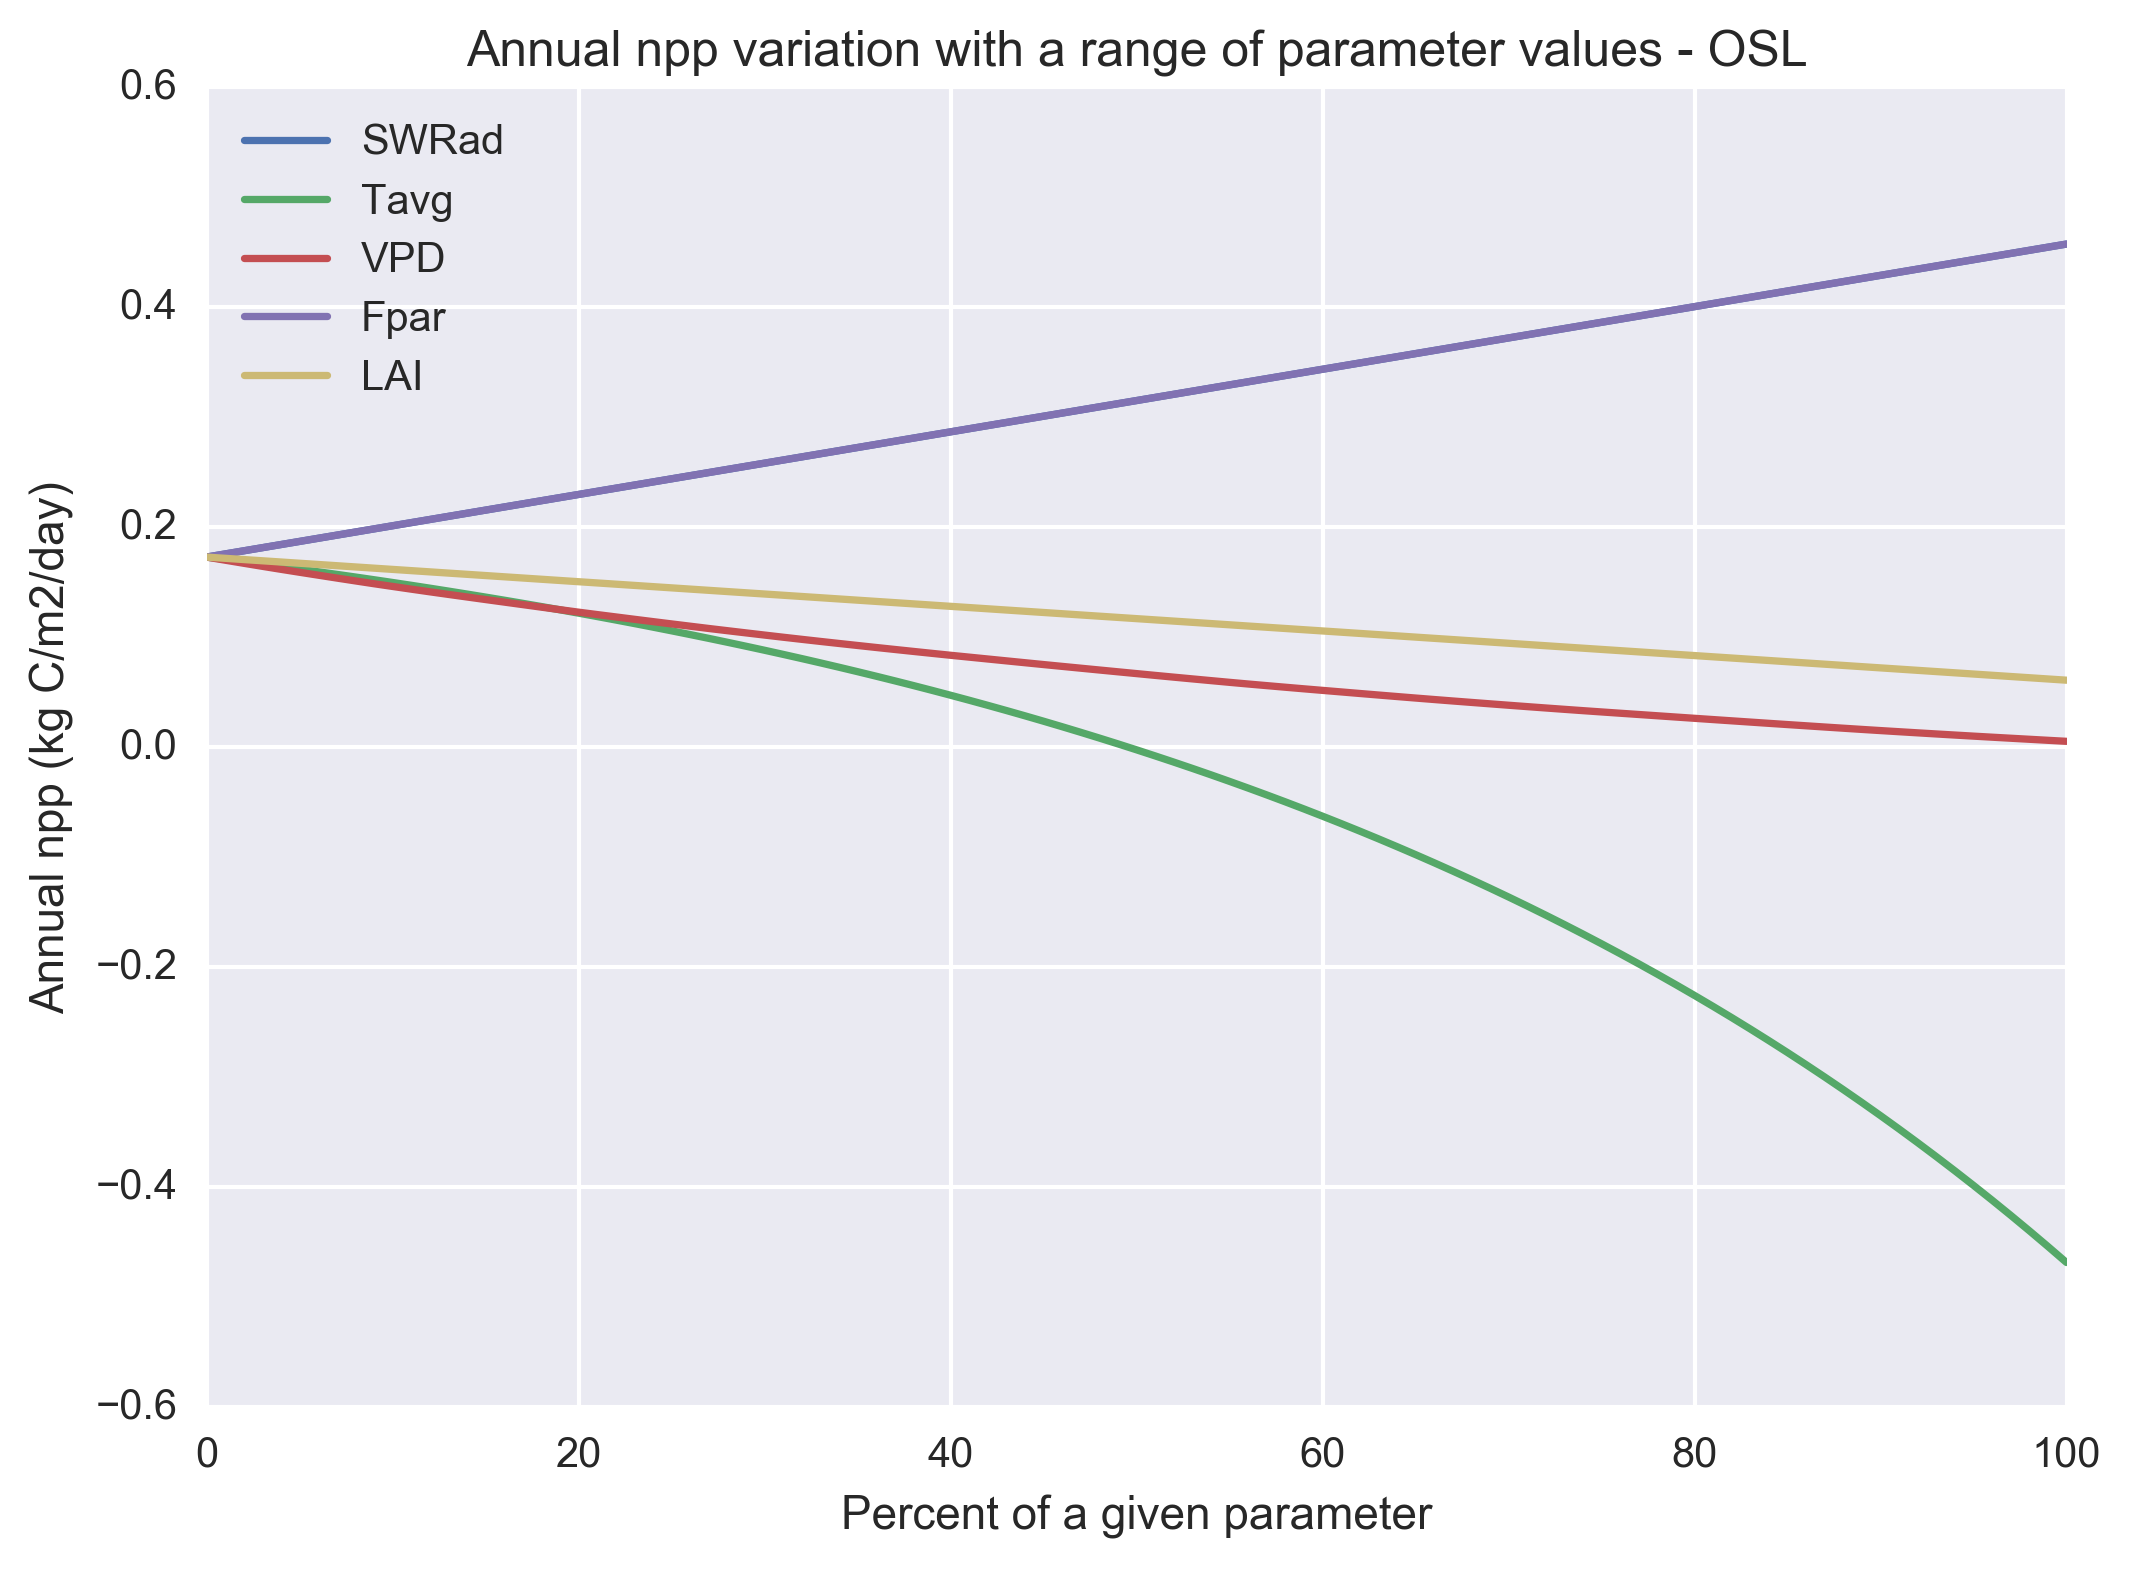 Annual npp variation with a range of parameter values - OSL
0.6
0.4
0.2
0.0
−0.2
−0.4
−0.6
Annual npp (kg C/m2/day)
SWRad
Tavg
VPD
Fpar
LAI
0 20 40 60 80 100
Percent of a given parameter